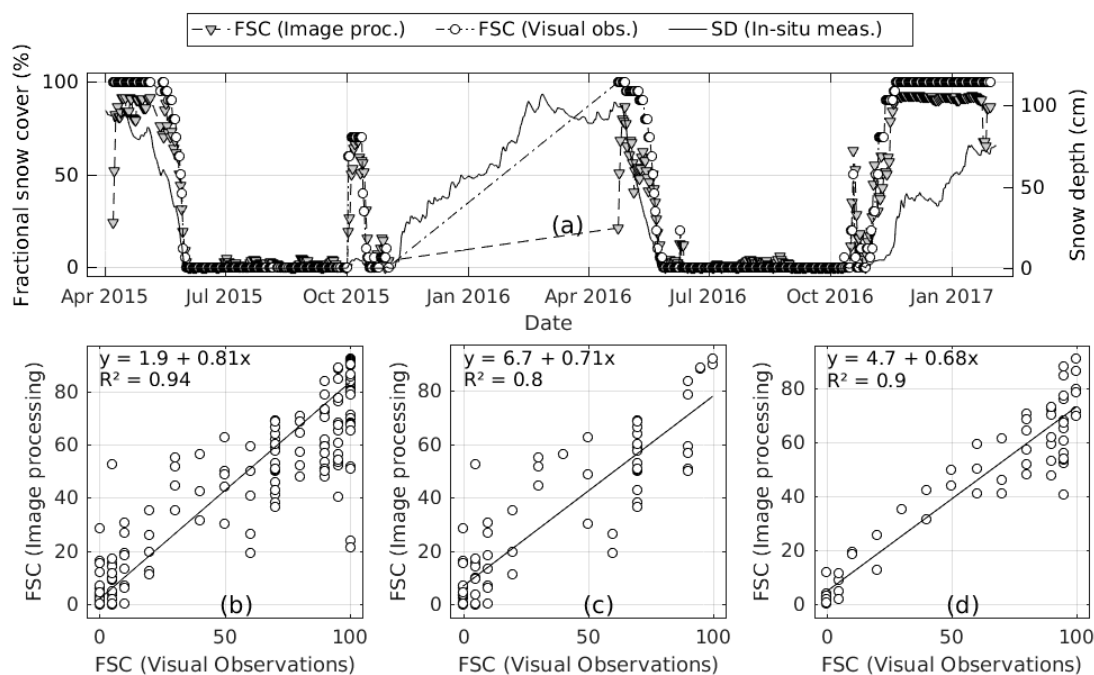 FSC (Image proc.) FSC (Visual obs.) SD (In-situ meas.)
Fractional snow cover (%)
100
50
0
100
50
0
Snow depth (cm)
(a)
Apr 2015 Jul 2015 Oct 2015 Jan 2016 Apr 2016 Jul 2016 Oct 2016 Jan 2017
Date
FSC (Image processing)
80
60
40
20
0
y = 1.9 + 0.81x
R² = 0.94
(b)
0 50 100
FSC (Visual Observations)
FSC (Image processing)
80
60
40
20
0
y = 6.7 + 0.71x
R² = 0.8
(c)
0 50 100
FSC (Visual Observations)
FSC (Image processing)
80
60
40
20
0
y = 4.7 + 0.68x
R² = 0.9
(d)
0 50 100
FSC (Visual Observations)